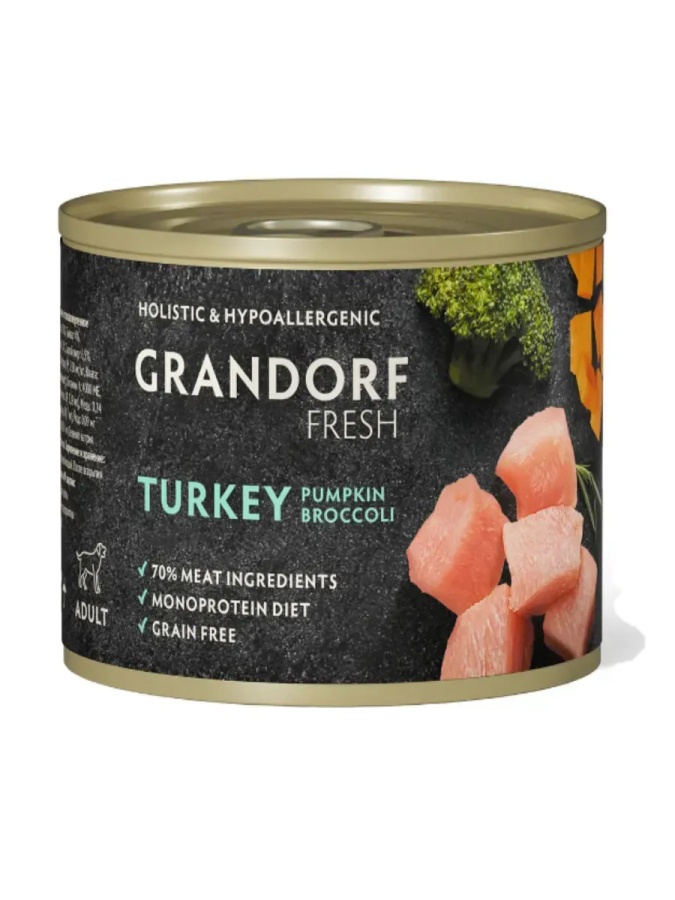 HOLISTIC & HYPOALLERGENIC
GRANDORF
FRESH
TURKEY PUMPKIN
BROCCOLI
✓ 70% MEAT INGREDIENTS
✓ MONOPROTEIN DIET
✓ GRAIN FREE
ADULT